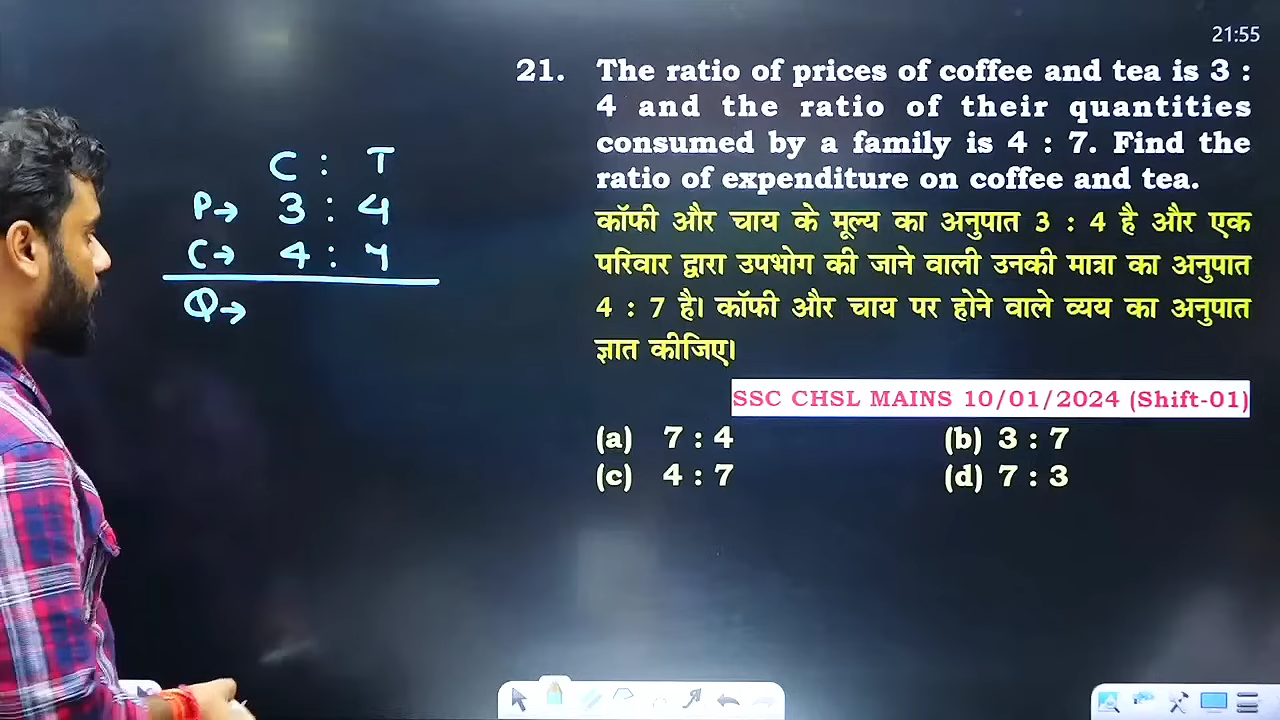 21:55
21. The ratio of prices of coffee and tea is 3 :
4 and the ratio of their quantities
consumed by a family is 4 : 7. Find the
ratio of expenditure on coffee and tea.
कॉफी और चाय के मूल्य का अनुपात 3 : 4 है और एक
परिवार द्वारा उपभोग की जाने वाली उनकी मात्रा का अनुपात
4 : 7 है। कॉफी और चाय पर होने वाले व्यय का अनुपात
ज्ञात कीजिए।
SSC CHSL MAINS 10/01/2024 (Shift-01)
(a) 7 : 4 (b) 3 : 7
(c) 4 : 7 (d) 7 : 3
C : T
P→ 3 : 4
C→ 4 : 7
Q→